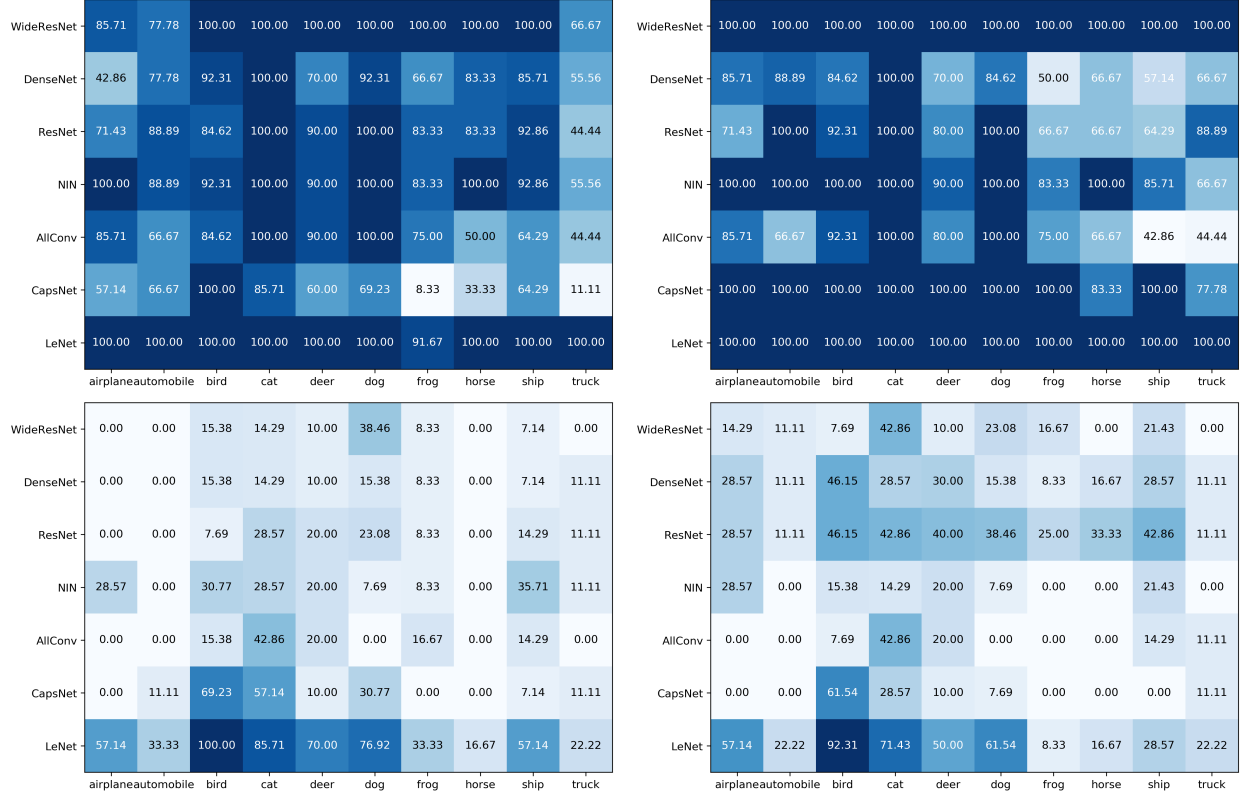 WideResNet 85.71 77.78 100.00 100.00 100.00 100.00 100.00 100.00 100.00 66.67
DenseNet 42.86 77.78 92.31 100.00 70.00 92.31 66.67 83.33 85.71 55.56
ResNet 71.43 88.89 84.62 100.00 90.00 100.00 83.33 83.33 92.86 44.44
NIN 100.00 88.89 92.31 100.00 90.00 100.00 83.33 100.00 92.86 55.56
AllConv 85.71 66.67 84.62 100.00 90.00 100.00 75.00 50.00 64.29 44.44
CapsNet 57.14 66.67 100.00 85.71 60.00 69.23 8.33 33.33 64.29 11.11
LeNet 100.00 100.00 100.00 100.00 100.00 100.00 91.67 100.00 100.00 100.00
airplane automobile bird cat deer dog frog horse ship truck
WideResNet 100.00 100.00 100.00 100.00 100.00 100.00 100.00 100.00 100.00 100.00
DenseNet 85.71 88.89 84.62 100.00 70.00 84.62 50.00 66.67 57.14 66.67
ResNet 71.43 100.00 92.31 100.00 80.00 100.00 66.67 66.67 64.29 88.89
NIN 100.00 100.00 100.00 100.00 90.00 100.00 83.33 100.00 85.71 66.67
AllConv 85.71 66.67 92.31 100.00 80.00 100.00 75.00 66.67 42.86 44.44
CapsNet 100.00 100.00 100.00 100.00 100.00 100.00 100.00 83.33 100.00 77.78
LeNet 100.00 100.00 100.00 100.00 100.00 100.00 100.00 100.00 100.00 100.00
airplane automobile bird cat deer dog frog horse ship truck
WideResNet 0.00 0.00 15.38 14.29 10.00 38.46 8.33 0.00 7.14 0.00
DenseNet 0.00 0.00 15.38 14.29 10.00 15.38 8.33 0.00 7.14 11.11
ResNet 0.00 0.00 7.69 28.57 20.00 23.08 8.33 0.00 14.29 11.11
NIN 28.57 0.00 30.77 28.57 20.00 7.69 8.33 0.00 35.71 11.11
AllConv 0.00 0.00 15.38 42.86 20.00 0.00 16.67 0.00 14.29 0.00
CapsNet 0.00 11.11 69.23 57.14 10.00 30.77 0.00 0.00 7.14 11.11
LeNet 57.14 33.33 100.00 85.71 70.00 76.92 33.33 16.67 57.14 22.22
airplane automobile bird cat deer dog frog horse ship truck
WideResNet 14.29 11.11 7.69 42.86 10.00 23.08 16.67 0.00 21.43 0.00
DenseNet 28.57 11.11 46.15 28.57 30.00 15.38 8.33 16.67 28.57 11.11
ResNet 28.57 11.11 46.15 42.86 40.00 38.46 25.00 33.33 42.86 11.11
NIN 28.57 0.00 15.38 14.29 20.00 7.69 0.00 0.00 21.43 0.00
AllConv 0.00 0.00 7.69 42.86 20.00 0.00 0.00 0.00 14.29 11.11
CapsNet 0.00 0.00 61.54 28.57 10.00 7.69 0.00 0.00 0.00 11.11
LeNet 57.14 22.22 92.31 71.43 50.00 61.54 8.33 16.67 28.57 22.22
airplane automobile bird cat deer dog frog horse ship truck